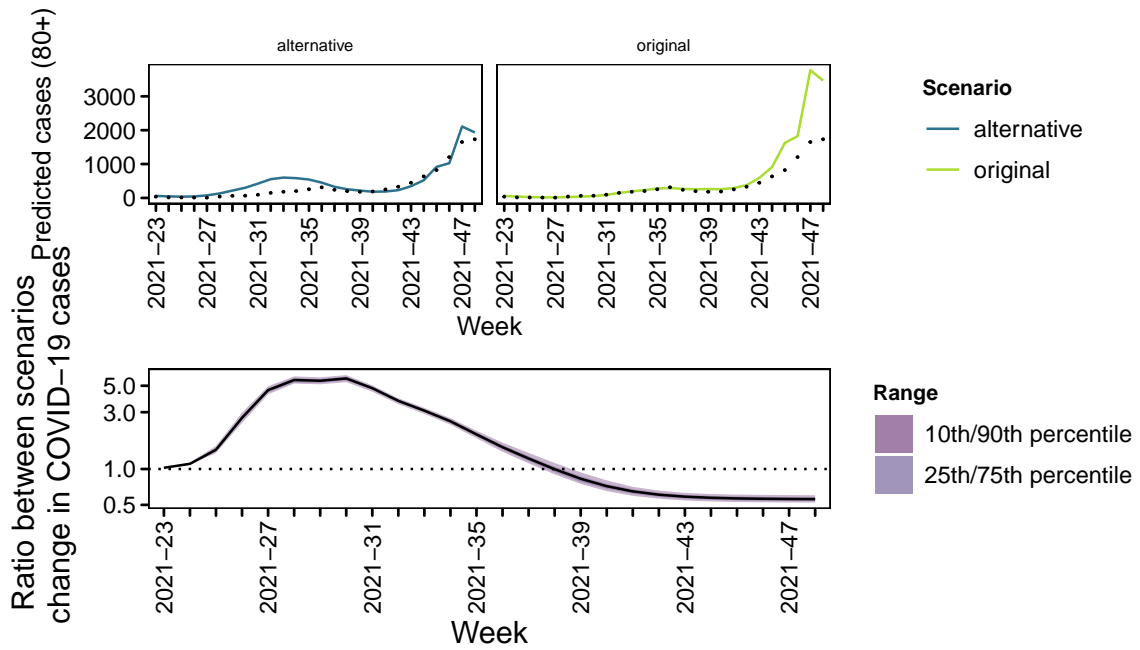 Predicted cases (80+)
alternative
original
3000
2000
1000
0
2021–23
2021–27
2021–31
2021–35
2021–39
2021–43
2021–47
2021–23
2021–27
2021–31
2021–35
2021–39
2021–43
2021–47
Week
Scenario
alternative
original
Ratio between scenarios
change in COVID–19 cases
5.0
3.0
1.0
0.5
2021–23
2021–27
2021–31
2021–35
2021–39
2021–43
2021–47
Week
Range
10th/90th percentile
25th/75th percentile